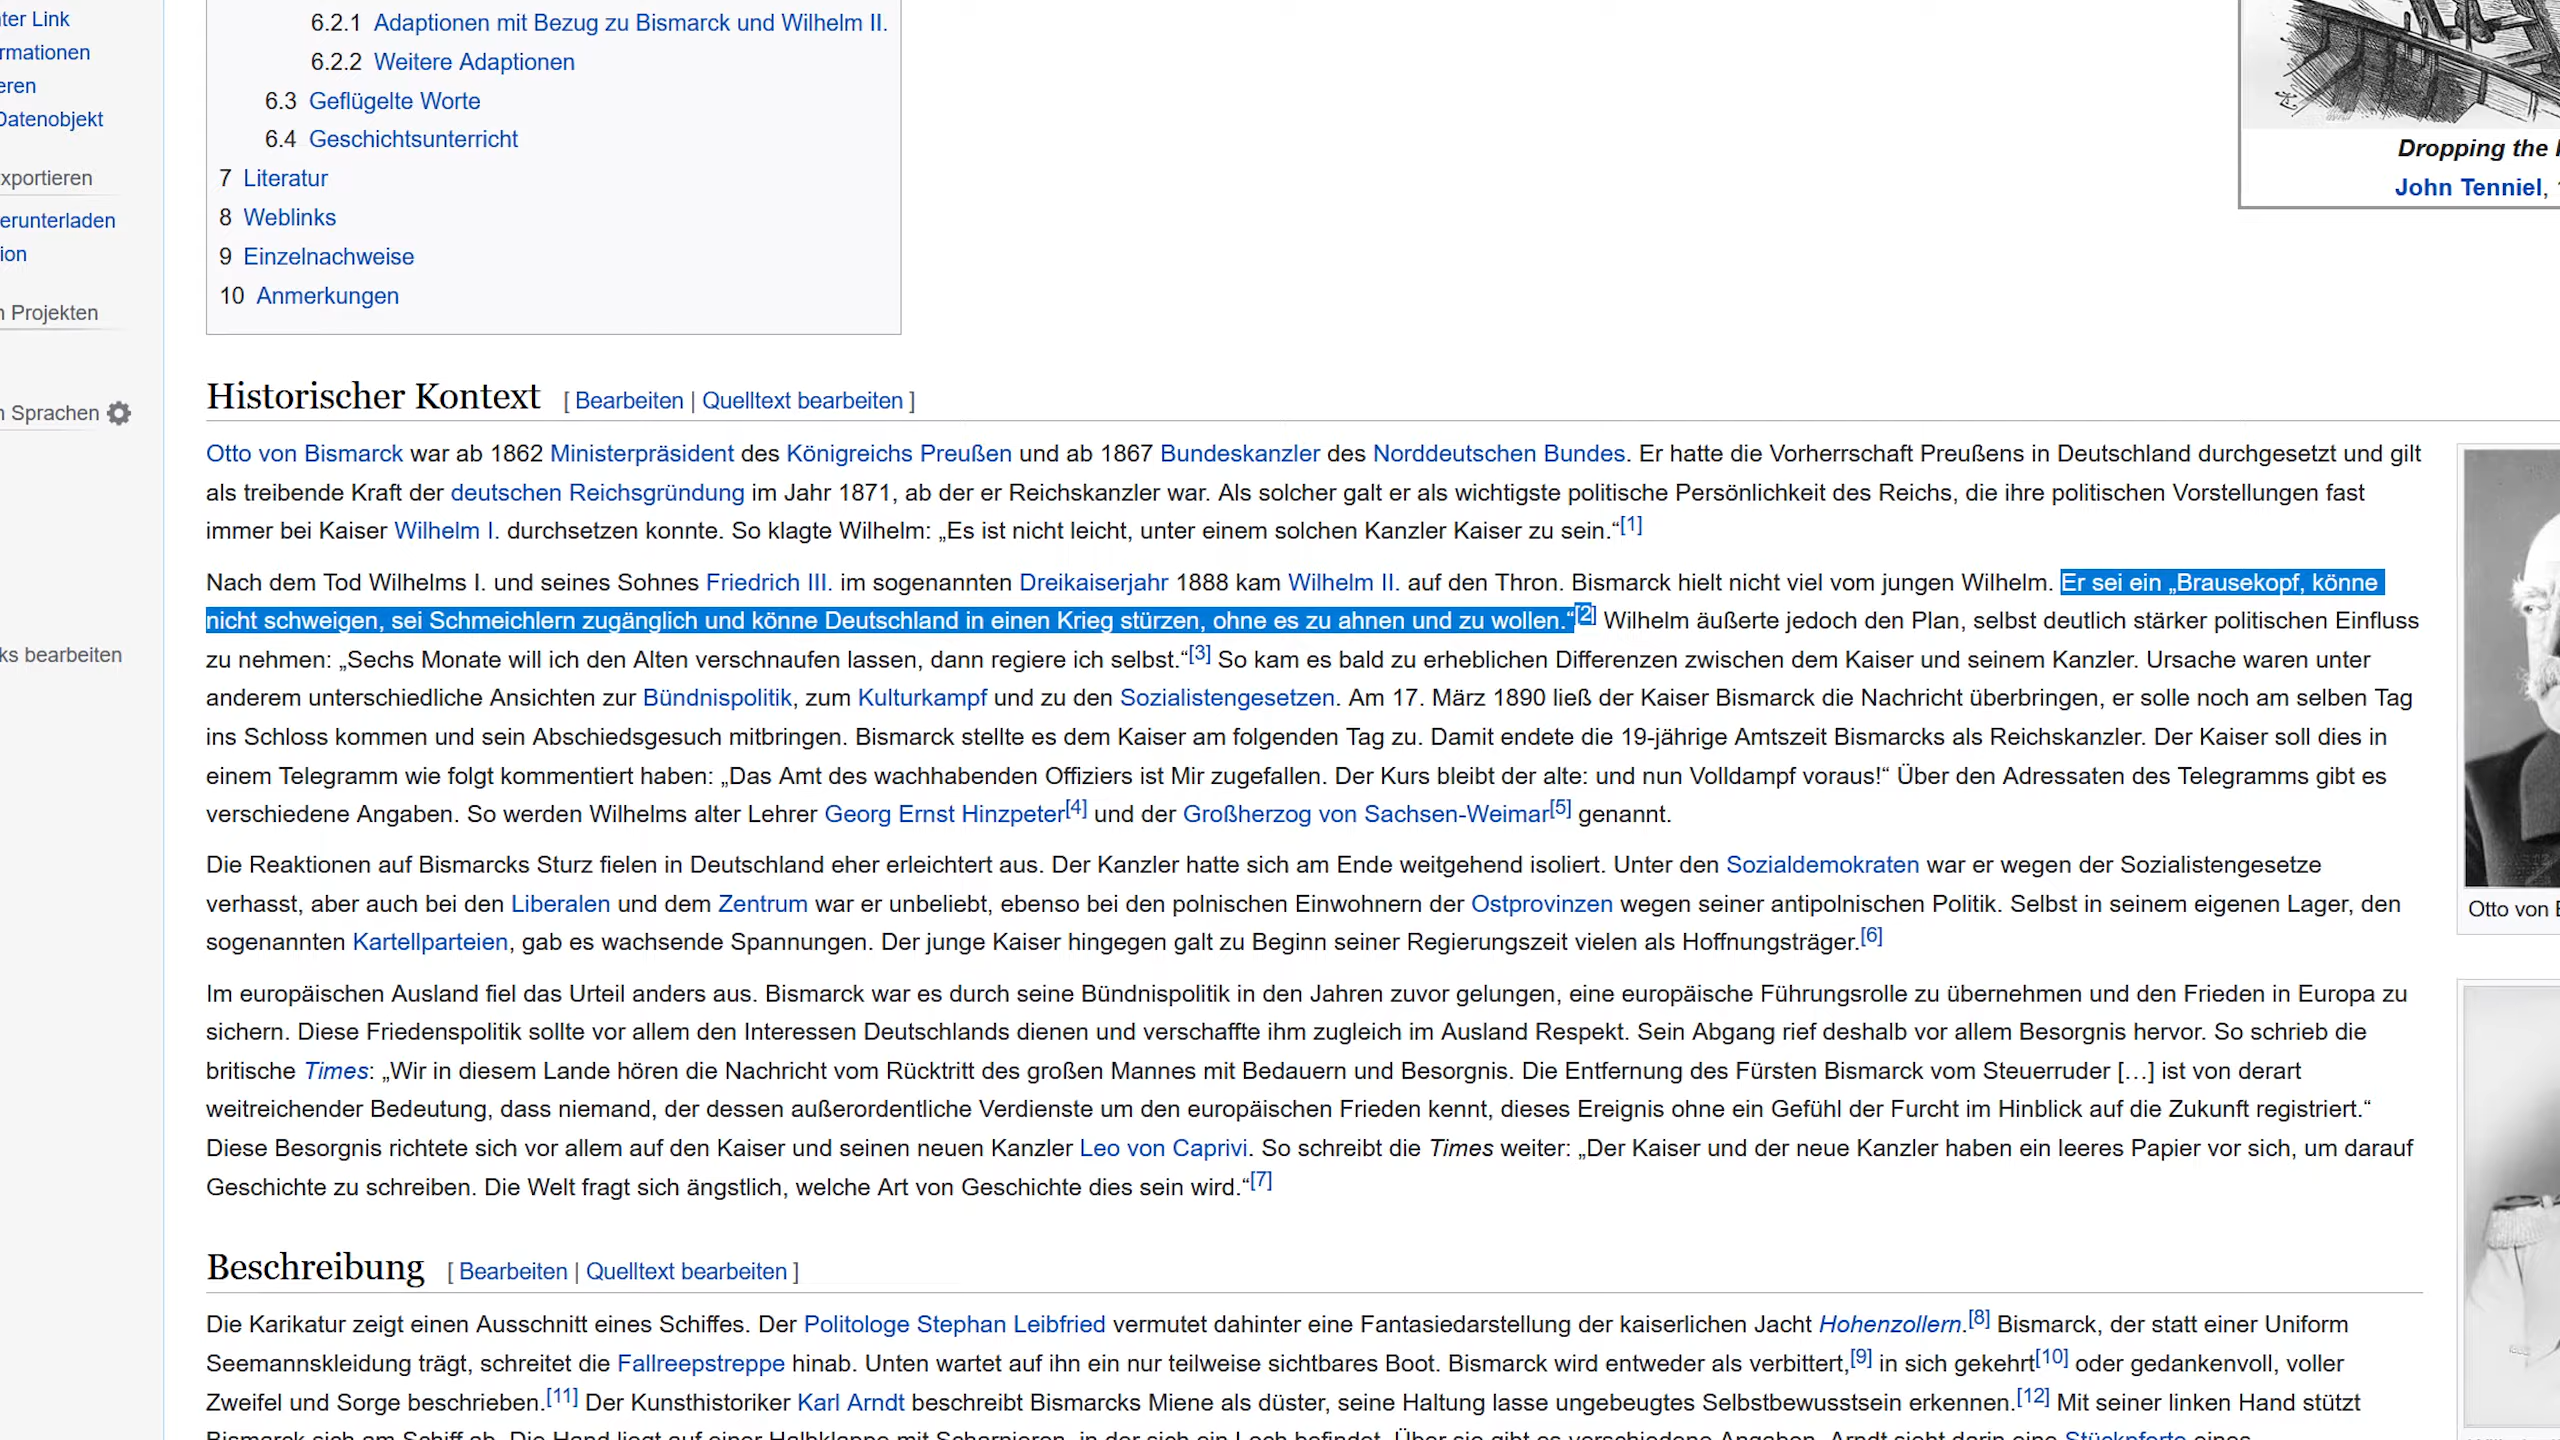 ter Link
rmationen
eren
Datenobjekt
xportieren
erunterladen
ion
n Projekten
n Sprachen
ks bearbeiten
6.2.1 Adaptionen mit Bezug zu Bismarck und Wilhelm II.
6.2.2 Weitere Adaptionen
6.3 Geflügelte Worte
6.4 Geschichtsunterricht
7 Literatur
8 Weblinks
9 Einzelnachweise
10 Anmerkungen
Dropping the
John Tenniel,
Historischer Kontext [ Bearbeiten | Quelltext bearbeiten ]
Otto von Bismarck war ab 1862 Ministerpräsident des Königreichs Preußen und ab 1867 Bundeskanzler des Norddeutschen Bundes. Er hatte die Vorherrschaft Preußens in Deutschland durchgesetzt und gilt
als treibende Kraft der deutschen Reichsgründung im Jahr 1871, ab der er Reichskanzler war. Als solcher galt er als wichtigste politische Persönlichkeit des Reichs, die ihre politischen Vorstellungen fast
immer bei Kaiser Wilhelm I. durchsetzen konnte. So klagte Wilhelm: „Es ist nicht leicht, unter einem solchen Kanzler Kaiser zu sein.“[1]
Nach dem Tod Wilhelms I. und seines Sohnes Friedrich III. im sogenannten Dreikaiserjahr 1888 kam Wilhelm II. auf den Thron. Bismarck hielt nicht viel vom jungen Wilhelm. Er sei ein „Brausekopf, könne
nicht schweigen, sei Schmeichlern zugänglich und könne Deutschland in einen Krieg stürzen, ohne es zu ahnen und zu wollen.“[2] Wilhelm äußerte jedoch den Plan, selbst deutlich stärker politischen Einfluss
zu nehmen: „Sechs Monate will ich den Alten verschnaufen lassen, dann regiere ich selbst.“[3] So kam es bald zu erheblichen Differenzen zwischen dem Kaiser und seinem Kanzler. Ursache waren unter
anderem unterschiedliche Ansichten zur Bündnispolitik, zum Kulturkampf und zu den Sozialistengesetzen. Am 17. März 1890 ließ der Kaiser Bismarck die Nachricht überbringen, er solle noch am selben Tag
ins Schloss kommen und sein Abschiedsgesuch mitbringen. Bismarck stellte es dem Kaiser am folgenden Tag zu. Damit endete die 19-jährige Amtszeit Bismarcks als Reichskanzler. Der Kaiser soll dies in
einem Telegramm wie folgt kommentiert haben: „Das Amt des wachhabenden Offiziers ist Mir zugefallen. Der Kurs bleibt der alte: und nun Volldampf voraus!“ Über den Adressaten des Telegramms gibt es
verschiedene Angaben. So werden Wilhelms alter Lehrer Georg Ernst Hinzpeter[4] und der Großherzog von Sachsen-Weimar[5] genannt.
Die Reaktionen auf Bismarcks Sturz fielen in Deutschland eher erleichtert aus. Der Kanzler hatte sich am Ende weitgehend isoliert. Unter den Sozialdemokraten war er wegen der Sozialistengesetze
verhasst, aber auch bei den Liberalen und dem Zentrum war er unbeliebt, ebenso bei den polnischen Einwohnern der Ostprovinzen wegen seiner antipolnischen Politik. Selbst in seinem eigenen Lager, den
sogenannten Kartellparteien, gab es wachsende Spannungen. Der junge Kaiser hingegen galt zu Beginn seiner Regierungszeit vielen als Hoffnungsträger.[6]
Im europäischen Ausland fiel das Urteil anders aus. Bismarck war es durch seine Bündnispolitik in den Jahren zuvor gelungen, eine europäische Führungsrolle zu übernehmen und den Frieden in Europa zu
sichern. Diese Friedenspolitik sollte vor allem den Interessen Deutschlands dienen und verschaffte ihm zugleich im Ausland Respekt. Sein Abgang rief deshalb vor allem Besorgnis hervor. So schrieb die
britische Times: „Wir in diesem Lande hören die Nachricht vom Rücktritt des großen Mannes mit Bedauern und Besorgnis. Die Entfernung des Fürsten Bismarck vom Steuerruder […] ist von derart
weitreichender Bedeutung, dass niemand, der dessen außerordentliche Verdienste um den europäischen Frieden kennt, dieses Ereignis ohne ein Gefühl der Furcht im Hinblick auf die Zukunft registriert.“
Diese Besorgnis richtete sich vor allem auf den Kaiser und seinen neuen Kanzler Leo von Caprivi. So schreibt die Times weiter: „Der Kaiser und der neue Kanzler haben ein leeres Papier vor sich, um darauf
Geschichte zu schreiben. Die Welt fragt sich ängstlich, welche Art von Geschichte dies sein wird.“[7]
Otto von
Beschreibung [ Bearbeiten | Quelltext bearbeiten ]
Die Karikatur zeigt einen Ausschnitt eines Schiffes. Der Politologe Stephan Leibfried vermutet dahinter eine Fantasiedarstellung der kaiserlichen Jacht Hohenzollern.[8] Bismarck, der statt einer Uniform
Seemannskleidung trägt, schreitet die Fallreepstreppe hinab. Unten wartet auf ihn ein nur teilweise sichtbares Boot. Bismarck wird entweder als verbittert,[9] in sich gekehrt[10] oder gedankenvoll, voller
Zweifel und Sorge beschrieben.[11] Der Kunsthistoriker Karl Arndt beschreibt Bismarcks Miene als düster, seine Haltung lasse ungebeugtes Selbstbewusstsein erkennen.[12] Mit seiner linken Hand stützt
Bismarck sich am Schiff ab. Die Hand liegt auf einer Halbklappe mit Scharnieren, in der sich ein Loch befindet. Über sie gibt es verschiedene Angaben. Arndt sieht darin eine Stückpforte eines